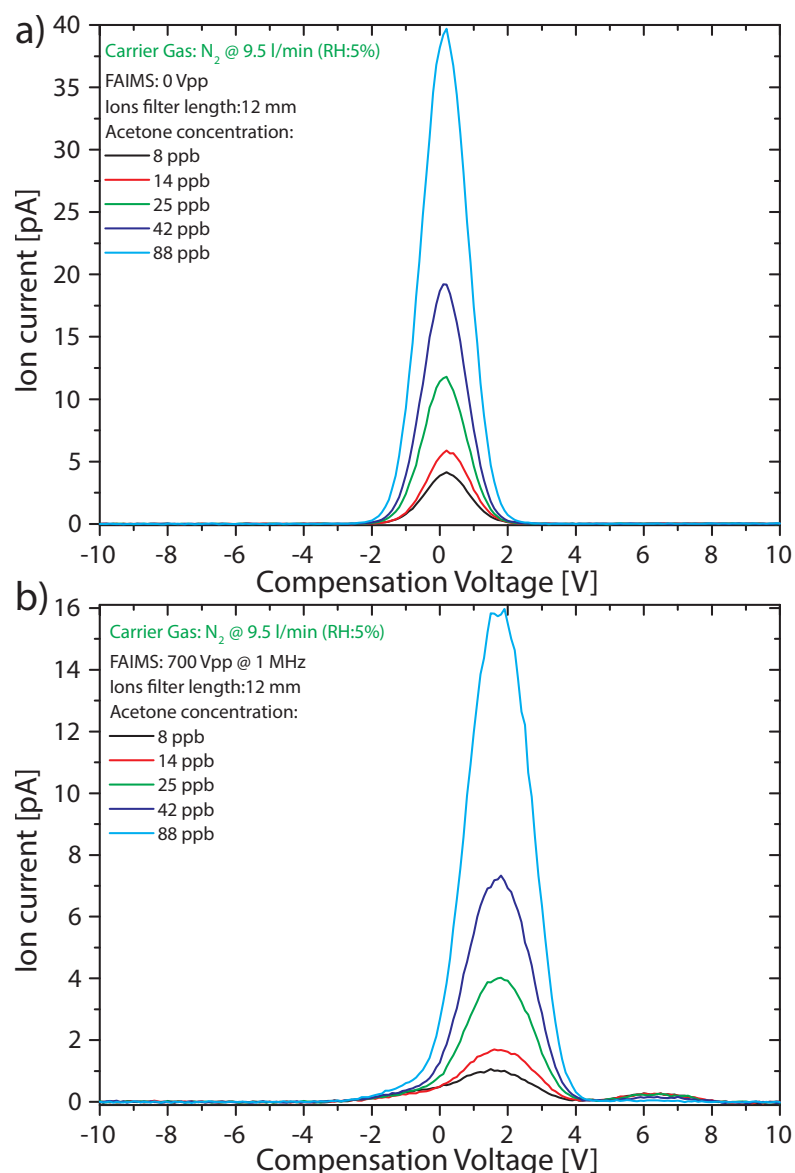 a)
40
35
30
25
20
15
10
5
0
Ion current [pA]
Carrier Gas: N₂ @ 9.5 l/min (RH:5%)
FAIMS: 0 Vpp
Ions filter length:12 mm
Acetone concentration:
8 ppb
14 ppb
25 ppb
42 ppb
88 ppb
-10 -8 -6 -4 -2 0 2 4 6 8 10
Compensation Voltage [V]
b)
16
14
12
10
8
6
4
2
0
Ion current [pA]
Carrier Gas: N₂ @ 9.5 l/min (RH:5%)
FAIMS: 700 Vpp @ 1 MHz
Ions filter length:12 mm
Acetone concentration:
8 ppb
14 ppb
25 ppb
42 ppb
88 ppb
-10 -8 -6 -4 -2 0 2 4 6 8 10
Compensation Voltage [V]